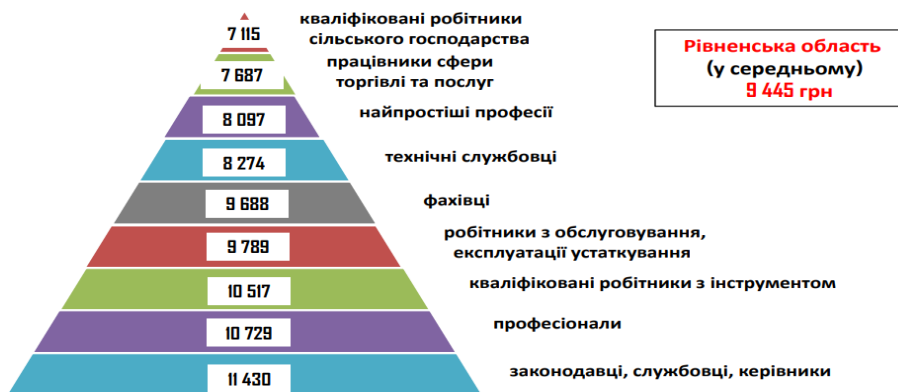 7 115
кваліфіковані робітники
сільського господарства
7 687
працівники сфери
торгівлі та послуг
8 097
найпростіші професії
8 274
технічні службовці
9 688
фахівці
9 789
робітники з обслуговування,
експлуатації устаткування
10 517
кваліфіковані робітники з інструментом
10 729
професіонали
11 430
законодавці, службовці, керівники
Рівненська область
(у середньому)
9 445 грн